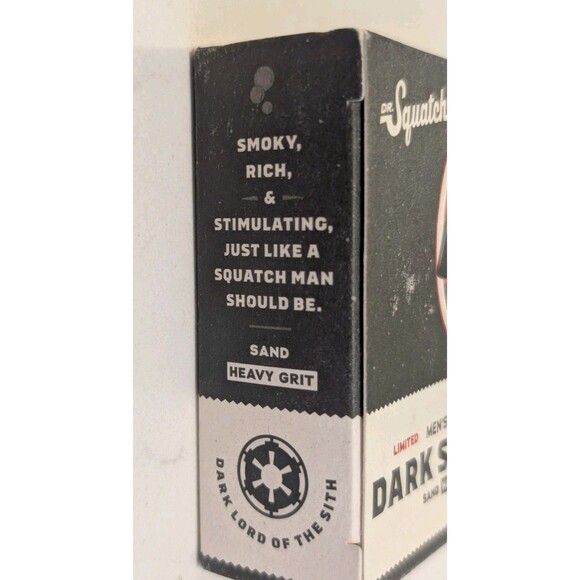 SMOKY,
RICH,
&
STIMULATING,
JUST LIKE A
SQUATCH MAN
SHOULD BE.
SAND
HEAVY GRIT
DARK LORD OF THE SITH
DR. Squatch
LIMITED MEN'S
DARK S
SAND